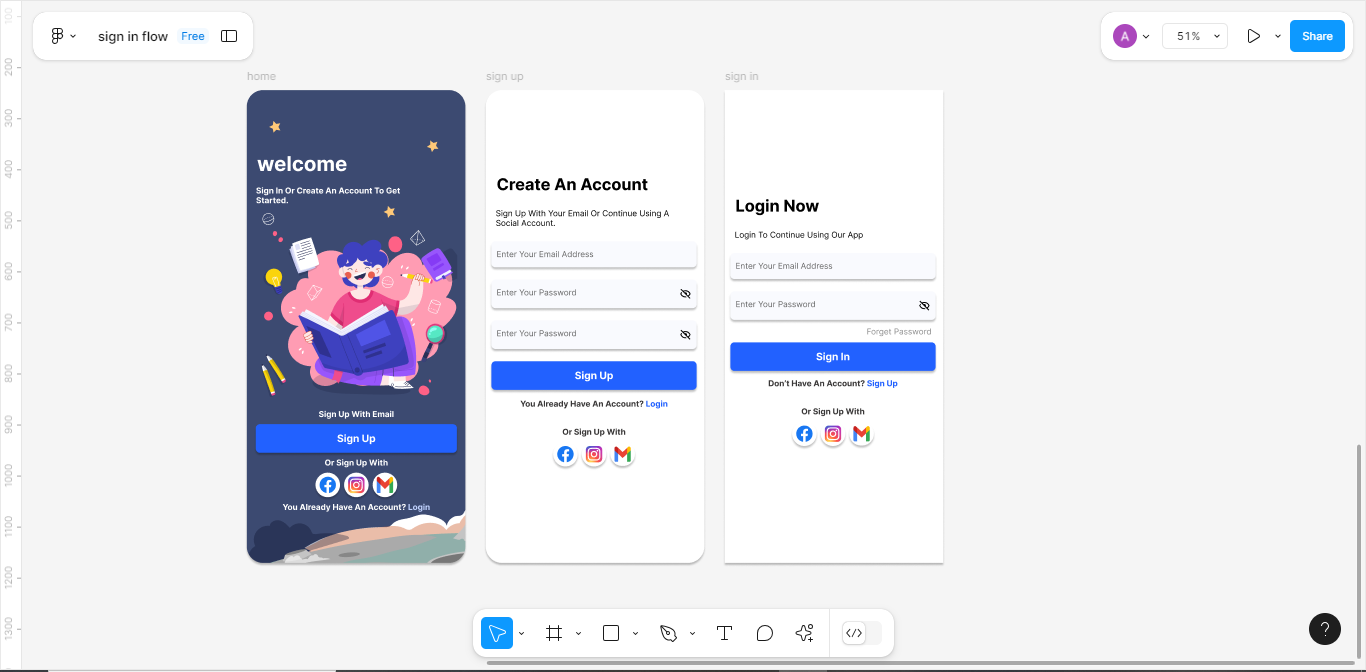 sign in flow Free
A 51% Share
100
200
300
400
500
600
700
800
900
1000
1100
1200
1300
home
welcome
Sign In Or Create An Account To Get
Started.
Sign Up With Email
Sign Up
Or Sign Up With
You Already Have An Account? Login
sign up
Create An Account
Sign Up With Your Email Or Continue Using A
Social Account.
Enter Your Email Address
Enter Your Password
Enter Your Password
Sign Up
You Already Have An Account? Login
Or Sign Up With
sign in
Login Now
Login To Continue Using Our App
Enter Your Email Address
Enter Your Password
Forget Password
Sign In
Don't Have An Account? Sign Up
Or Sign Up With
T
</>
?